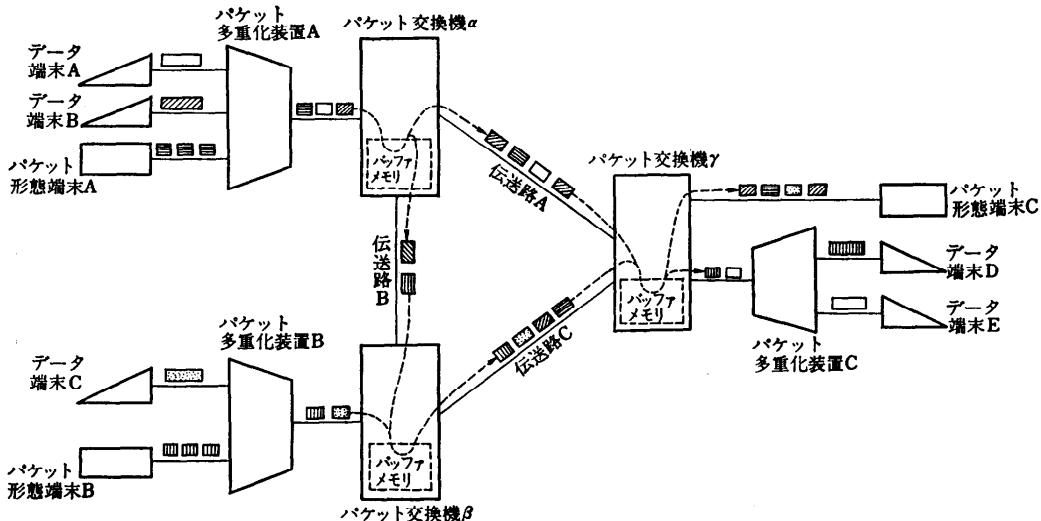 パケット
多重化装置A
パケット交換機α
データ
端末A
データ
端末B
パケット
形態端末A
バッファ
メモリ
伝送路A
パケット交換機γ
パケット
形態端末C
伝送路B
データ
端末D
バッファ
メモリ
データ
端末E
パケット
多重化装置C
パケット
多重化装置B
伝送路C
データ
端末C
パケット
形態端末B
バッファ
メモリ
パケット交換機β